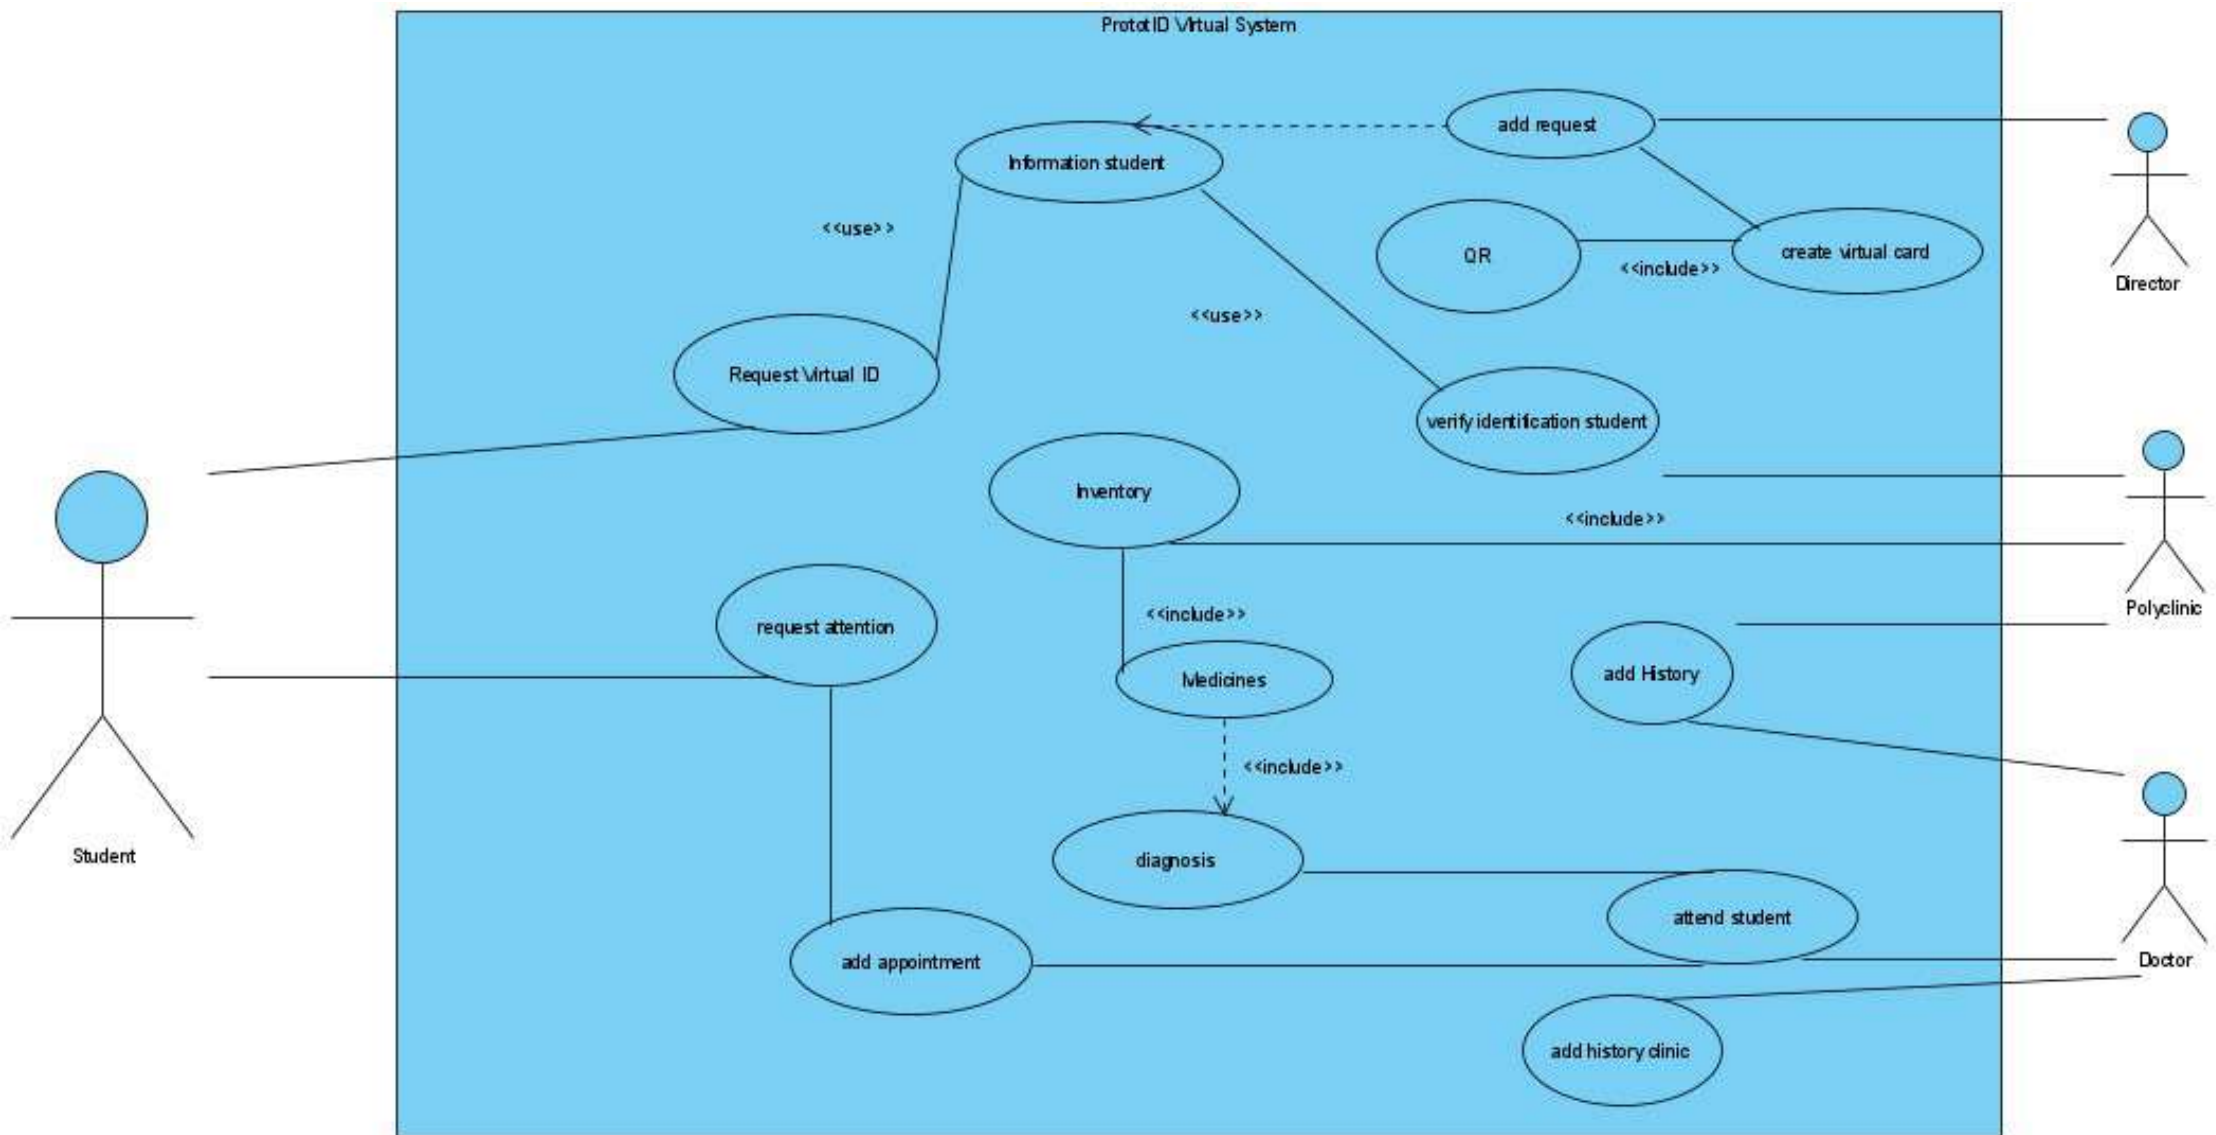 PrototID Virtual System
add request
Information student
<<use>>
QR
<<include>>
create virtual card
Director
<<use>>
Request Virtual ID
verify identification student
Inventory
<<include>>
Polyclinic
request attention
<<include>>
Medicines
add History
<<include>>
Student
diagnosis
attend student
add appointment
Doctor
add history clinic